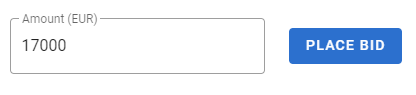 Amount (EUR)
17000
PLACE BID